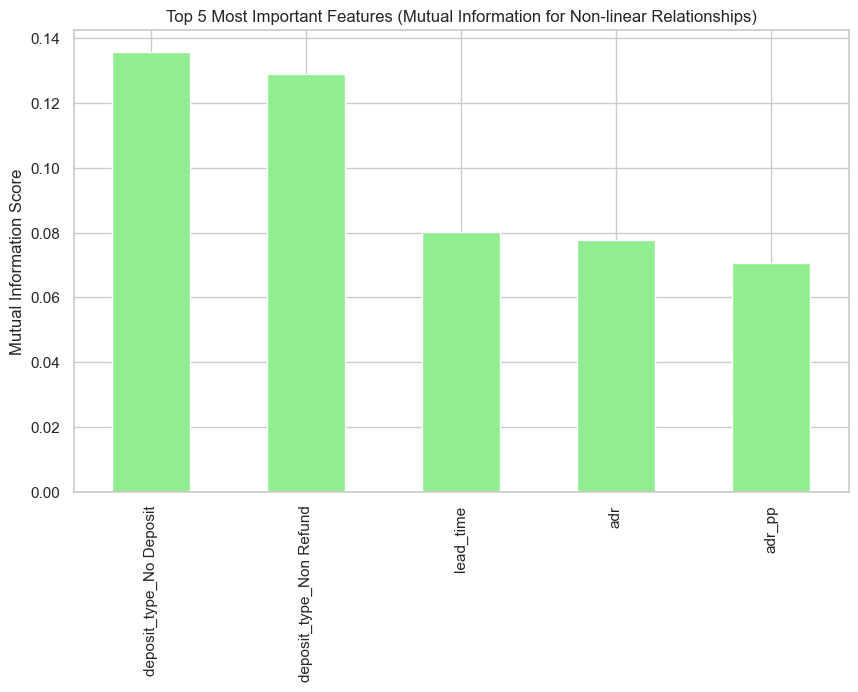 Top 5 Most Important Features (Mutual Information for Non-linear Relationships)
Mutual Information Score
0.14
0.12
0.10
0.08
0.06
0.04
0.02
0.00
deposit_type_No Deposit
deposit_type_Non Refund
lead_time
adr
adr_pp